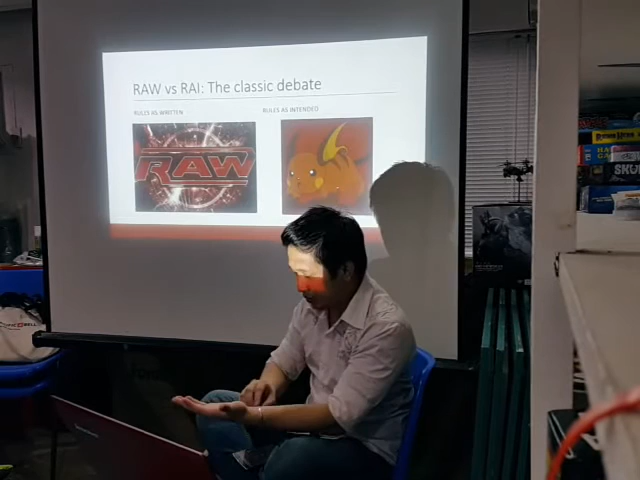 RAW vs RAI: The classic debate
RULES AS WRITTEN
RULES AS INTENDED
RAW